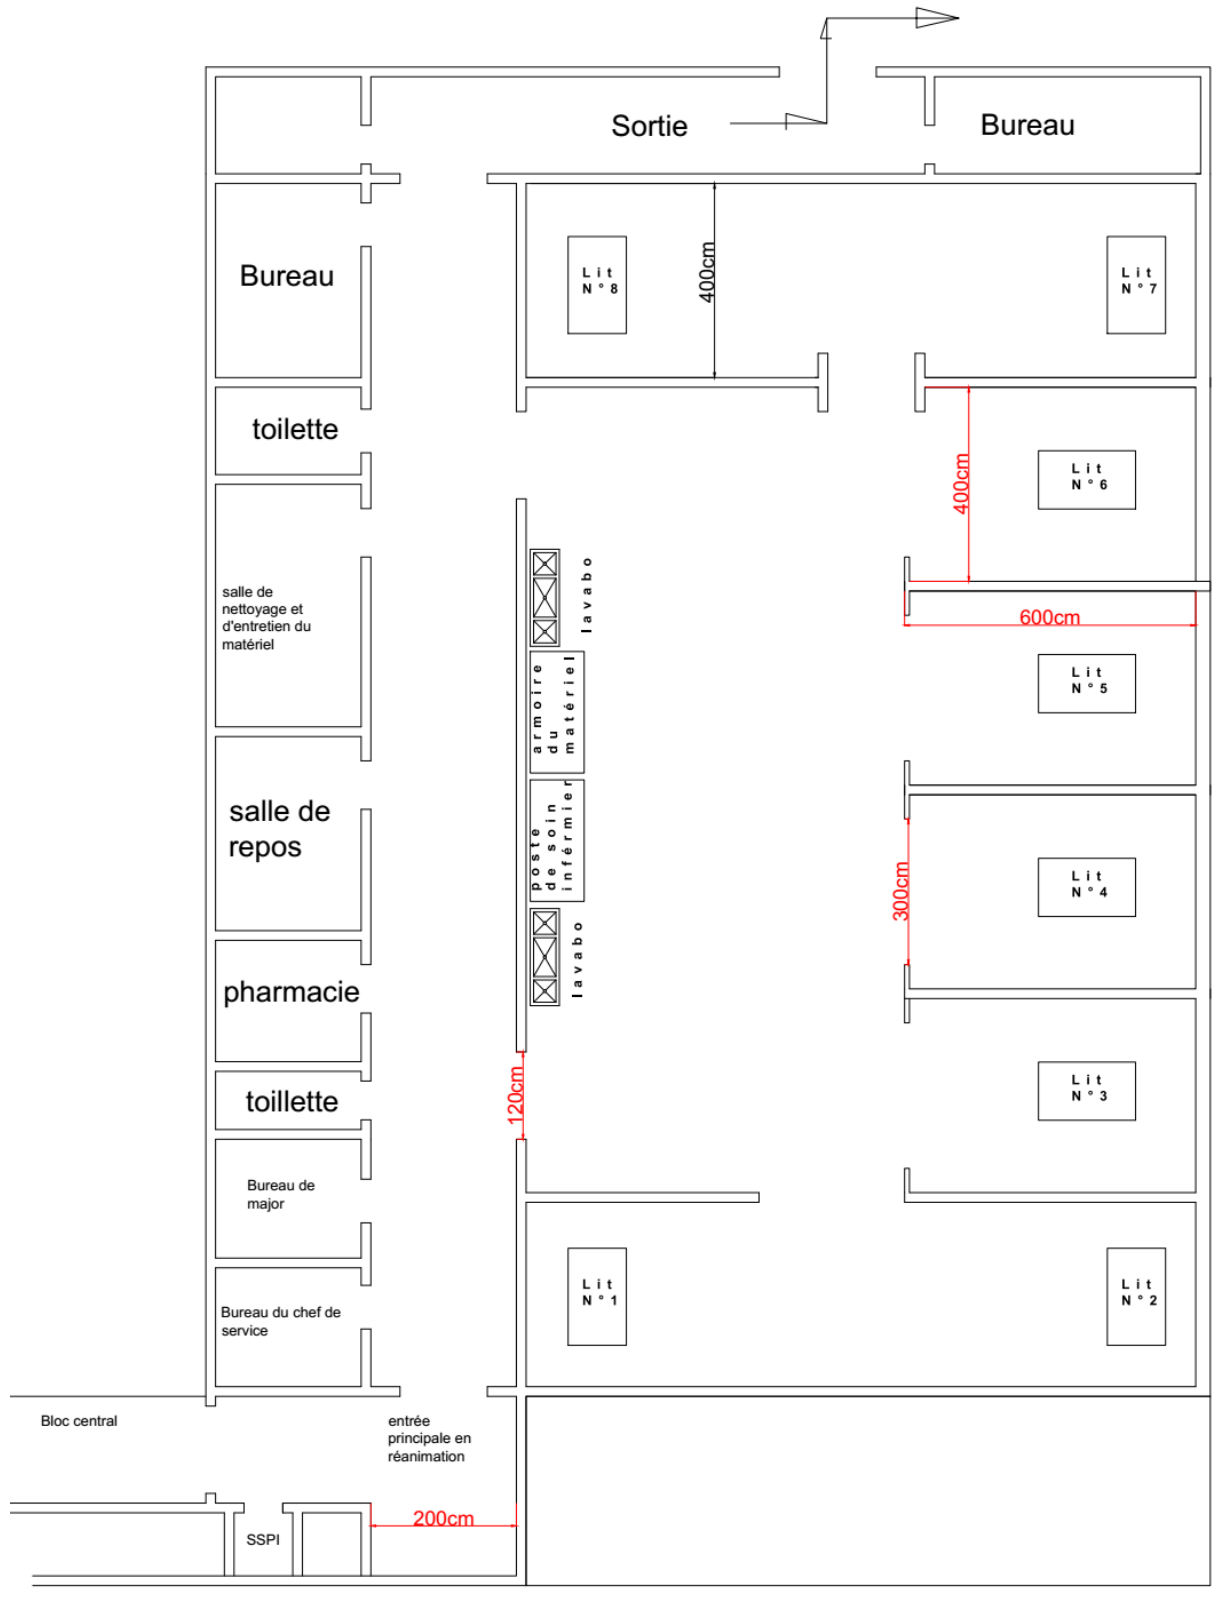 Sortie
Bureau
Bureau
Lit
N°8
400cm
Lit
N°7
toilette
400cm
Lit
N°6
salle de
nettoyage et
d'entretien du
matériel
lavabo
600cm
armoire
du
matériel
Lit
N°5
salle de
repos
poste
de soin
inférmier
300cm
Lit
N°4
pharmacie
lavabo
toillette
120cm
Lit
N°3
Bureau de
major
Bureau du chef de
service
Lit
N°1
Lit
N°2
Bloc central
entrée
principale en
réanimation
200cm
SSPI